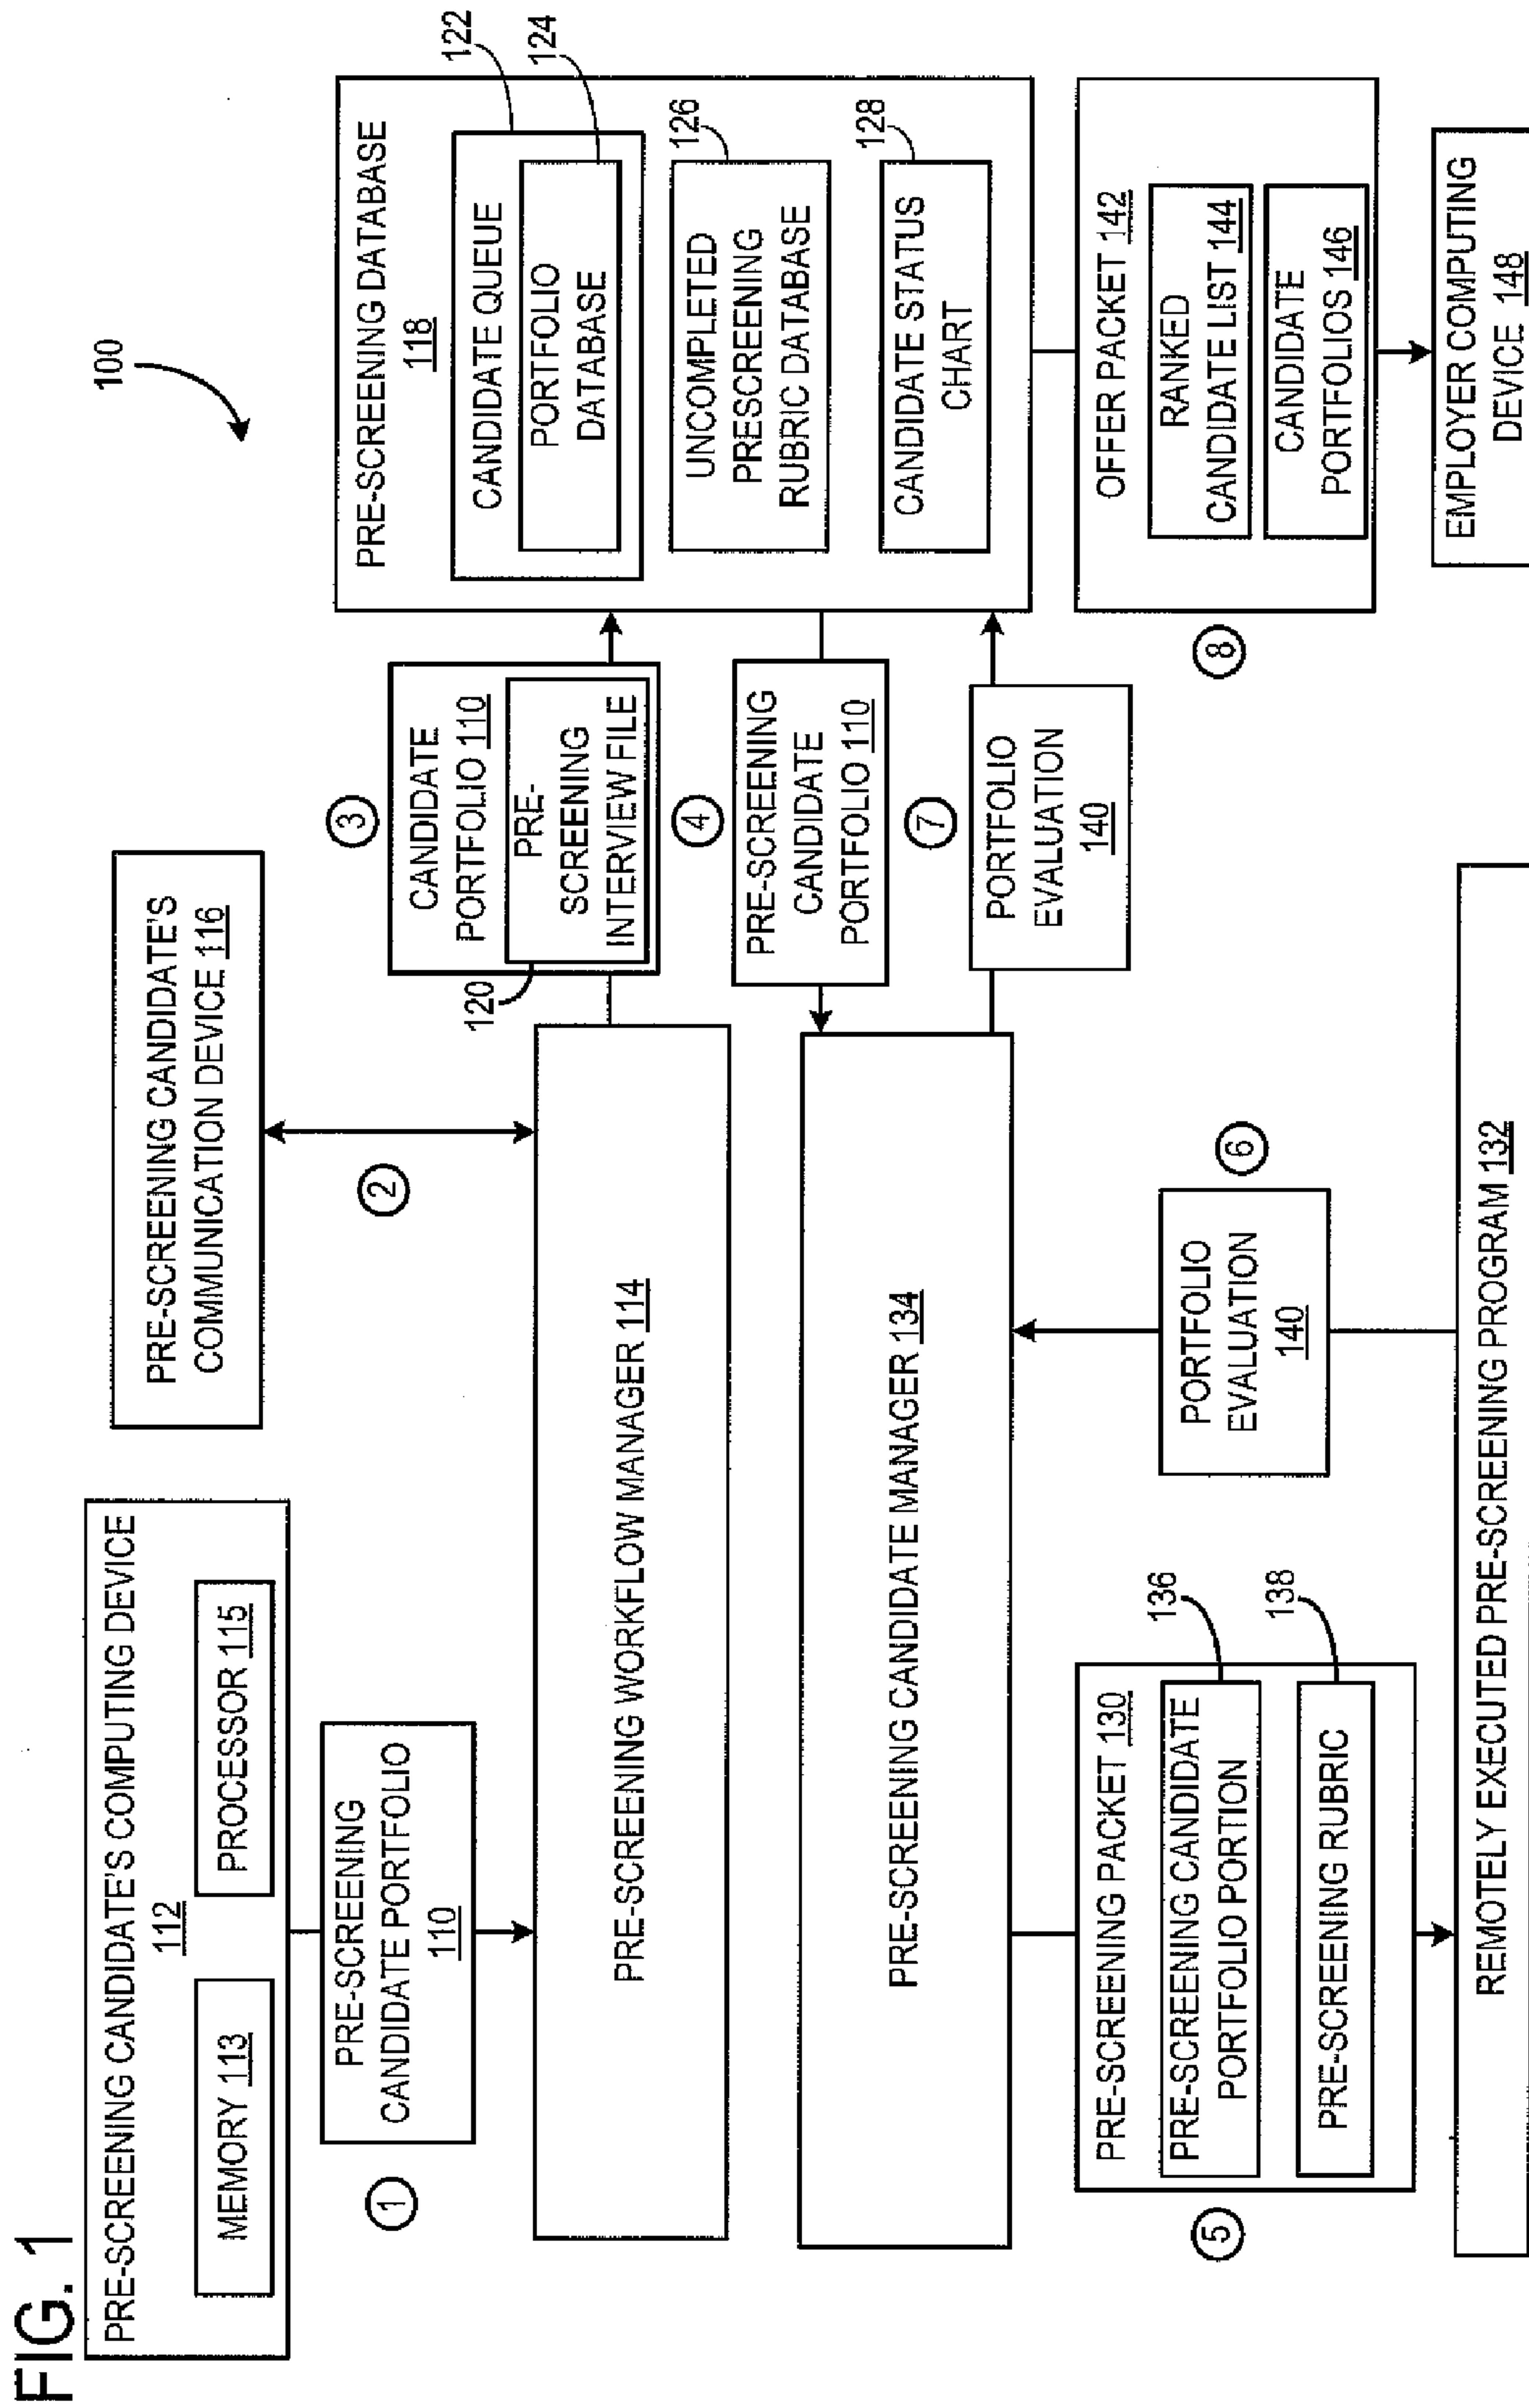 FIG. 1
100
PRE-SCREENING CANDIDATE'S COMPUTING DEVICE
112
MEMORY 113
PROCESSOR 115
PRE-SCREENING CANDIDATE'S
COMMUNICATION DEVICE 116
1
PRE-SCREENING
CANDIDATE PORTFOLIO
110
2
PRE-SCREENING WORKFLOW MANAGER 114
3
CANDIDATE
PORTFOLIO 110
PRE-
SCREENING
INTERVIEW FILE
120
PRE-SCREENING DATABASE
118
CANDIDATE QUEUE
122
PORTFOLIO
DATABASE
124
UNCOMPLETED
PRESCREENING
RUBRIC DATABASE
126
CANDIDATE STATUS
CHART
128
4
PRE-SCREENING
CANDIDATE
PORTFOLIO 110
PRE-SCREENING CANDIDATE MANAGER 134
7
PORTFOLIO
EVALUATION
140
5
PRE-SCREENING PACKET 130
PRE-SCREENING CANDIDATE
PORTFOLIO PORTION
136
PRE-SCREENING RUBRIC
138
6
PORTFOLIO
EVALUATION
140
REMOTELY EXECUTED PRE-SCREENING PROGRAM 132
8
OFFER PACKET 142
RANKED
CANDIDATE LIST 144
CANDIDATE
PORTFOLIOS 146
EMPLOYER COMPUTING
DEVICE 148